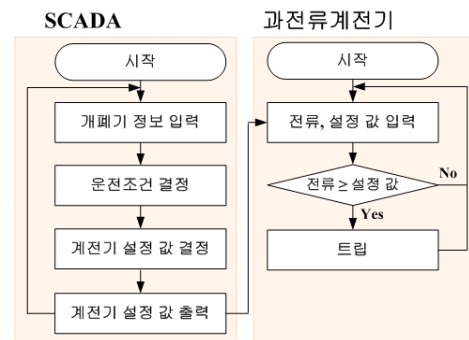 SCADA
시작
개폐기 정보 입력
운전조건 결정
계전기 설정 값 결정
계전기 설정 값 출력
과전류계전기
시작
전류, 설정 값 입력
전류 ≥ 설정 값
No
Yes
트립